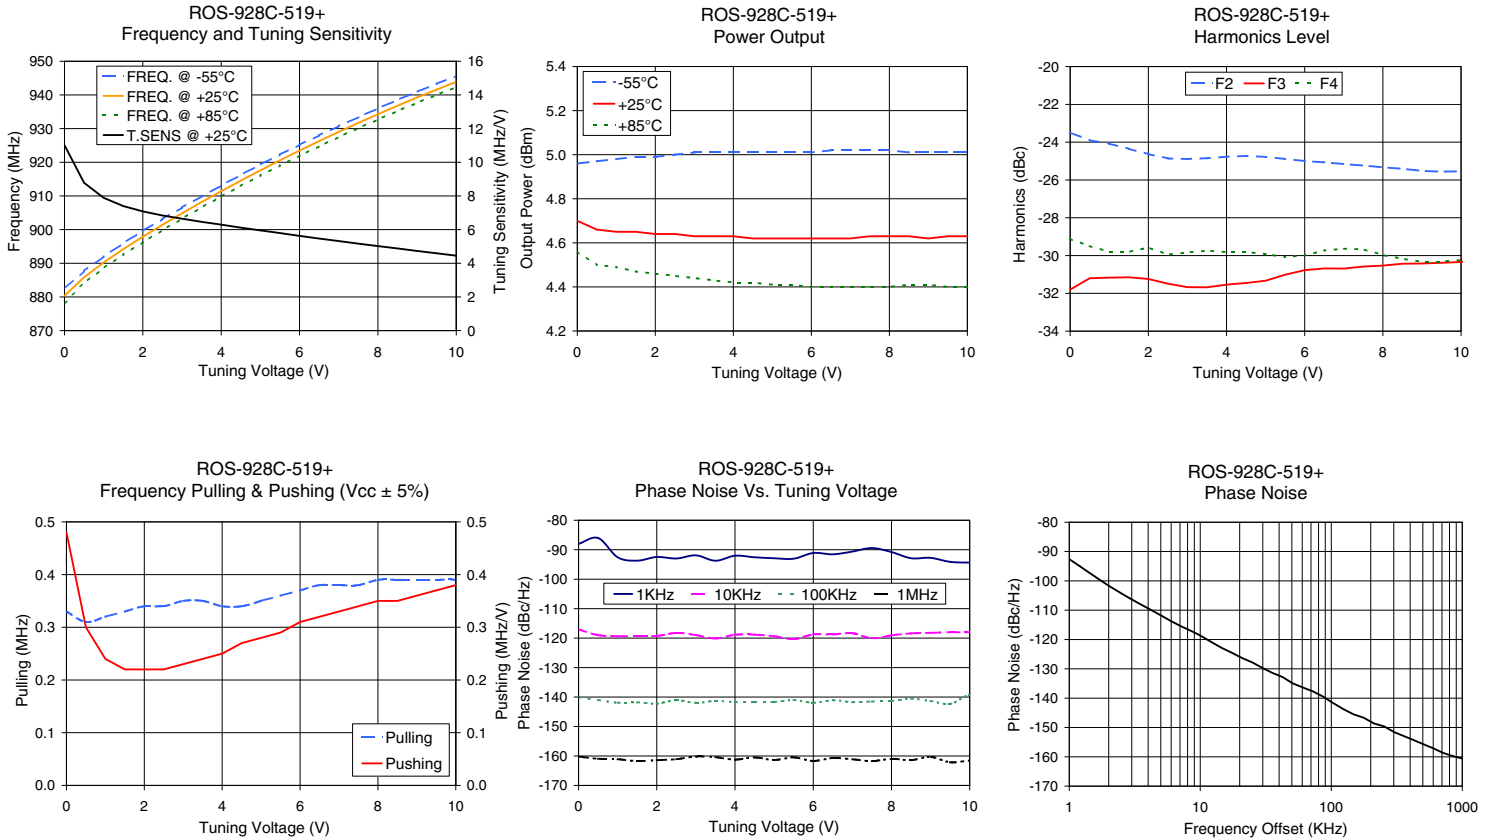 ROS-928C-519+
Frequency and Tuning Sensitivity
950
940
930
920
910
900
890
880
870
16
14
12
10
8
6
4
2
0
FREQ. @ -55°C
FREQ. @ +25°C
FREQ. @ +85°C
T.SENS @ +25°C
Frequency (MHz)
Tuning Sensitivity (MHz/V)
0 2 4 6 8 10
Tuning Voltage (V)
ROS-928C-519+
Power Output
5.4
5.2
5.0
4.8
4.6
4.4
4.2
-55°C
+25°C
+85°C
Output Power (dBm)
0 2 4 6 8 10
Tuning Voltage (V)
ROS-928C-519+
Harmonics Level
-20
-22
-24
-26
-28
-30
-32
-34
F2 F3 F4
Harmonics (dBc)
0 2 4 6 8 10
Tuning Voltage (V)
ROS-928C-519+
Frequency Pulling & Pushing (Vcc ± 5%)
0.5
0.4
0.3
0.2
0.1
0.0
0.5
0.4
0.3
0.2
0.1
0.0
Pulling
Pushing
Pulling (MHz)
Pushing (MHz/V)
0 2 4 6 8 10
Tuning Voltage (V)
ROS-928C-519+
Phase Noise Vs. Tuning Voltage
-80
-90
-100
-110
-120
-130
-140
-150
-160
-170
1KHz 10KHz 100KHz 1MHz
Phase Noise (dBc/Hz)
0 2 4 6 8 10
Tuning Voltage (V)
ROS-928C-519+
Phase Noise
-80
-90
-100
-110
-120
-130
-140
-150
-160
-170
Phase Noise (dBc/Hz)
1 10 100 1000
Frequency Offset (KHz)